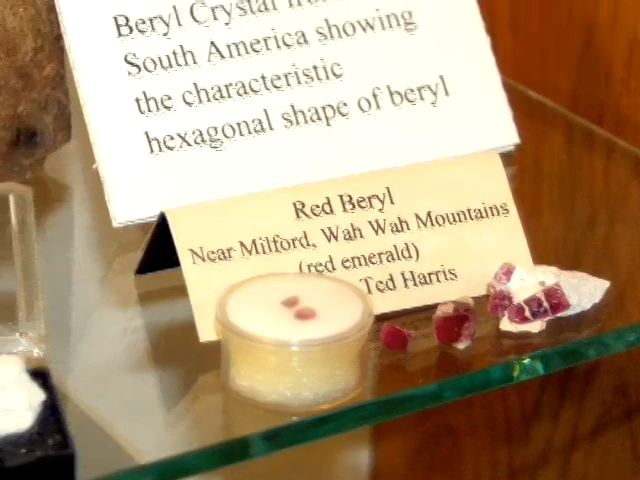 Beryl Crystal from
South America showing
the characteristic
hexagonal shape of beryl
Red Beryl
Near Milford, Wah Wah Mountains
(red emerald)
Ted Harris